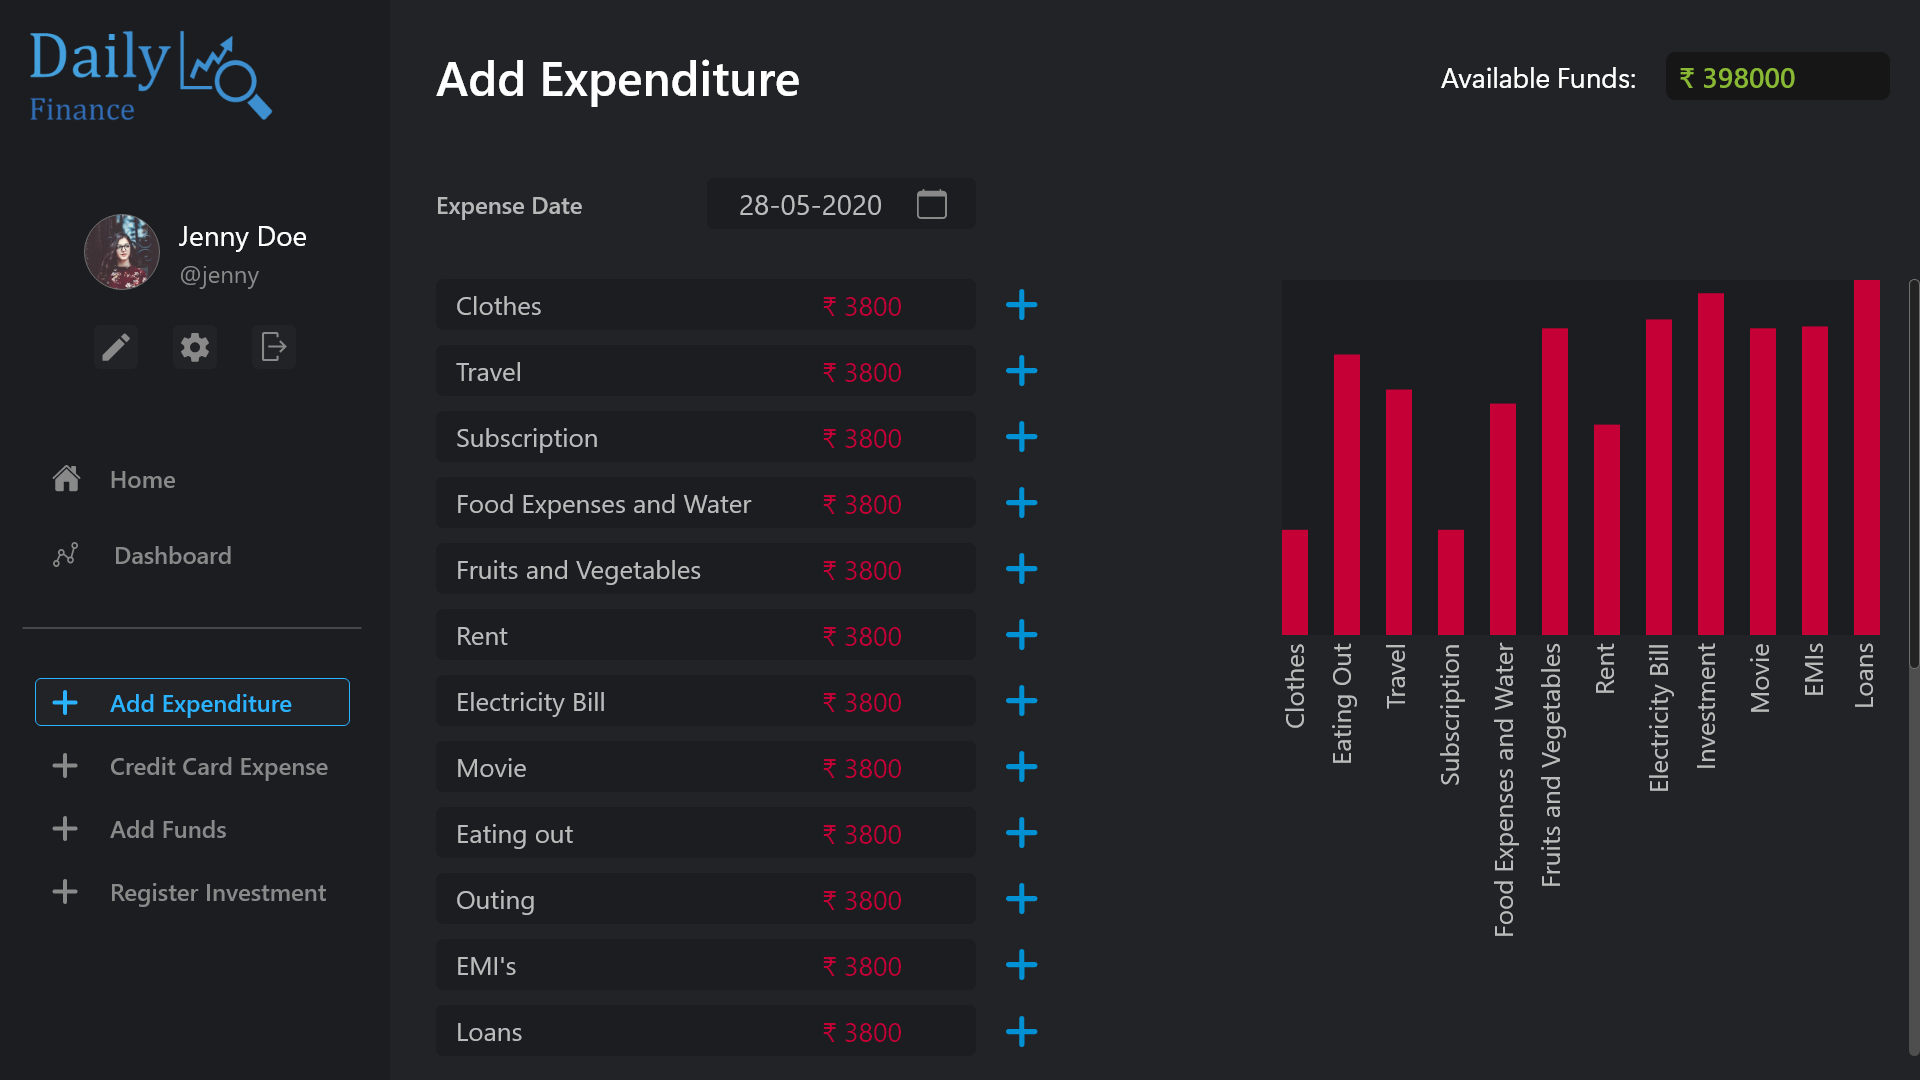 Daily
Finance
Jenny Doe
@jenny
Home
Dashboard
Add Expenditure
Credit Card Expense
Add Funds
Register Investment
Add Expenditure
Available Funds: ₹ 398000
Expense Date 28-05-2020
Clothes ₹ 3800
Travel ₹ 3800
Subscription ₹ 3800
Food Expenses and Water ₹ 3800
Fruits and Vegetables ₹ 3800
Rent ₹ 3800
Electricity Bill ₹ 3800
Movie ₹ 3800
Eating out ₹ 3800
Outing ₹ 3800
EMI's ₹ 3800
Loans ₹ 3800
Clothes
Eating Out
Travel
Subscription
Food Expenses and Water
Fruits and Vegetables
Rent
Electricity Bill
Investment
Movie
EMIs
Loans